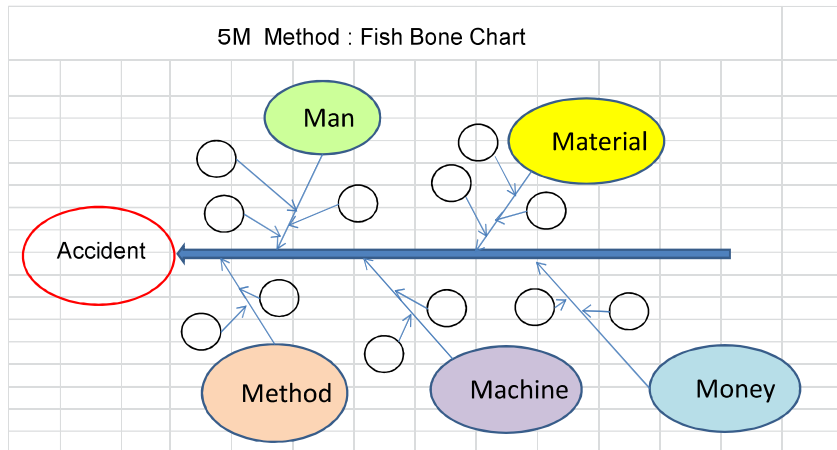 5M Method : Fish Bone Chart
Man
Material
Accident
Method
Machine
Money